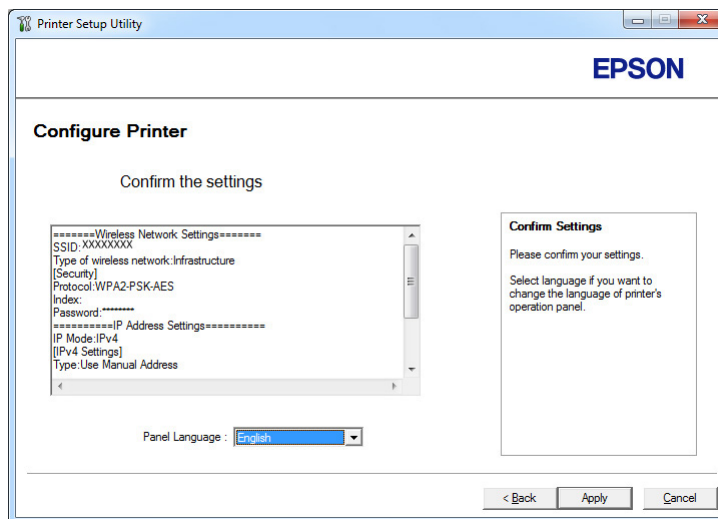 Printer Setup Utility
EPSON
Configure Printer
Confirm the settings
=======Wireless Network Settings=======
SSID:XXXXXXXX
Type of wireless network:Infrastructure
[Security]
Protocol:WPA2-PSK-AES
Index:
Password:********
==========IP Address Settings==========
IP Mode:IPv4
[IPv4 Settings]
Type:Use Manual Address
Panel Language : English
Confirm Settings
Please confirm your settings.
Select language if you want to
change the language of printer's
operation panel.
< Back Apply Cancel